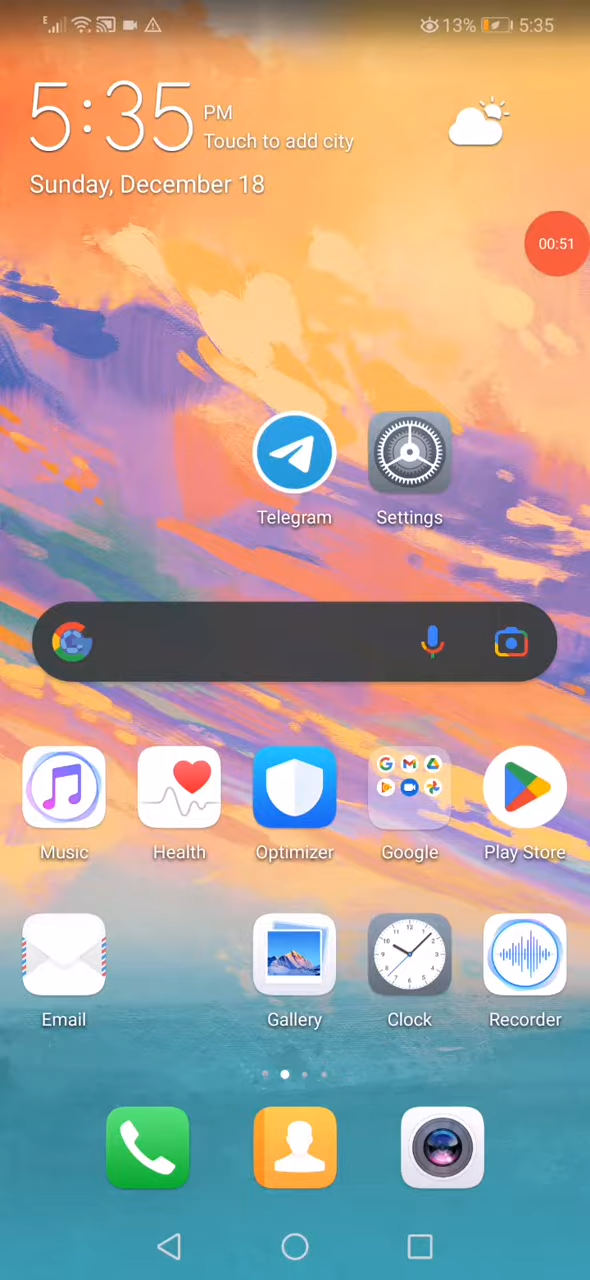 E 13% 5:35
5:35 PM
Touch to add city
Sunday, December 18
00:51
Telegram Settings
Music Health Optimizer Google Play Store
Email Gallery Clock Recorder